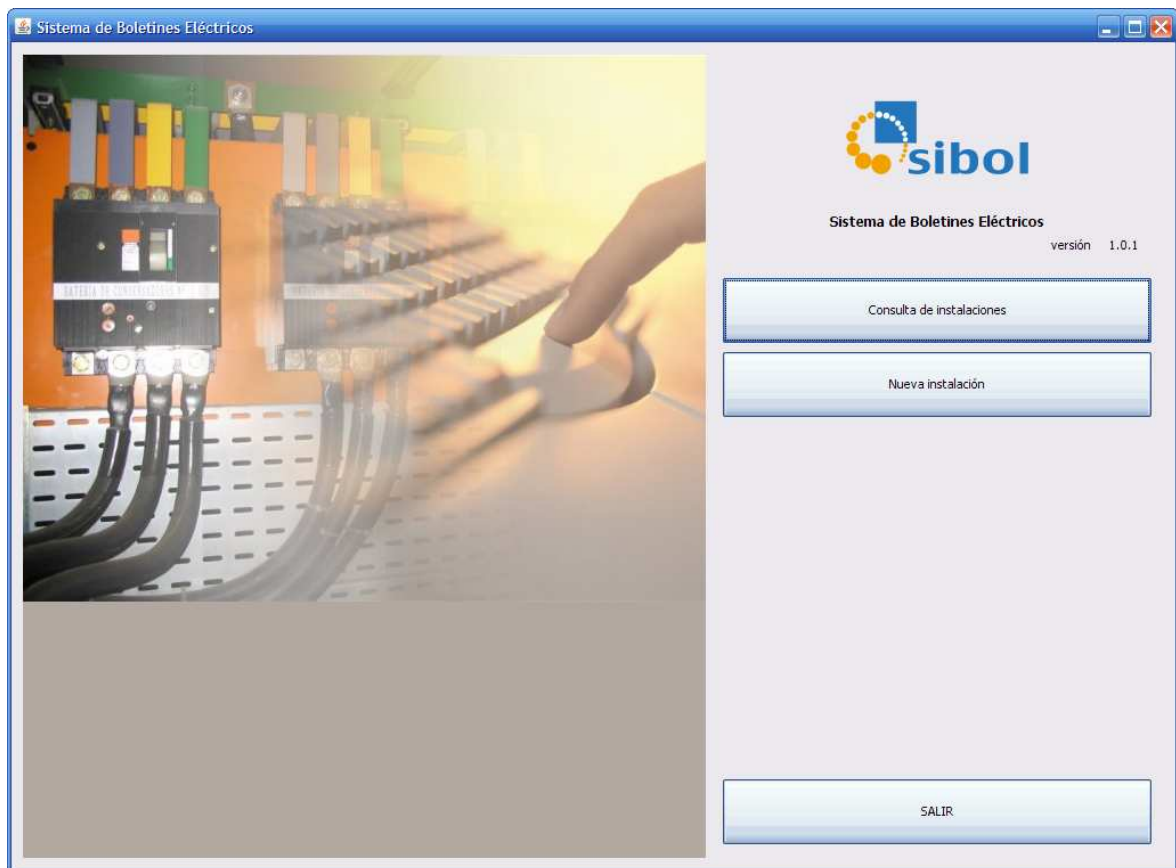 Sistema de Boletines Eléctricos
sibol
Sistema de Boletines Eléctricos
versión 1.0.1
Consulta de instalaciones
Nueva instalación
SALIR